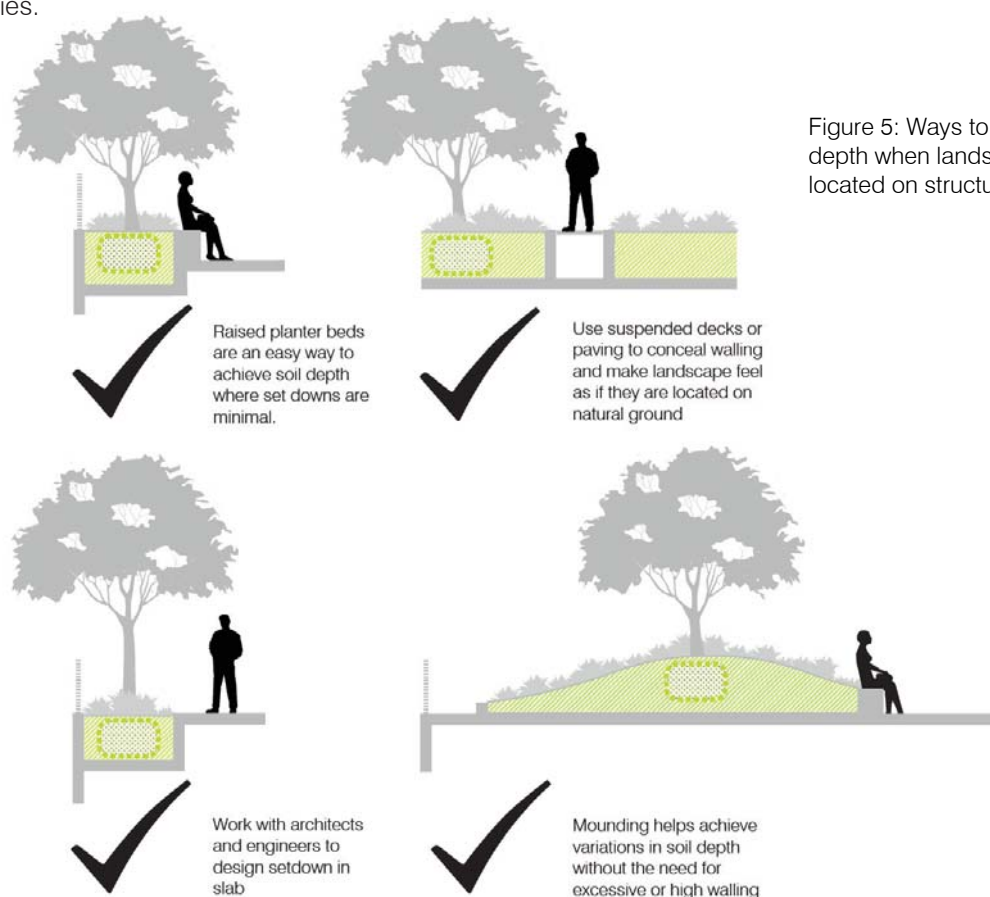 ies.
Figure 5: Ways to
depth when lands
located on structu
Raised planter beds
are an easy way to
achieve soil depth
where set downs are
minimal.
Use suspended decks or
paving to conceal walling
and make landscape feel
as if they are located on
natural ground
Work with architects
and engineers to
design setdown in
slab
Mounding helps achieve
variations in soil depth
without the need for
excessive or high walling